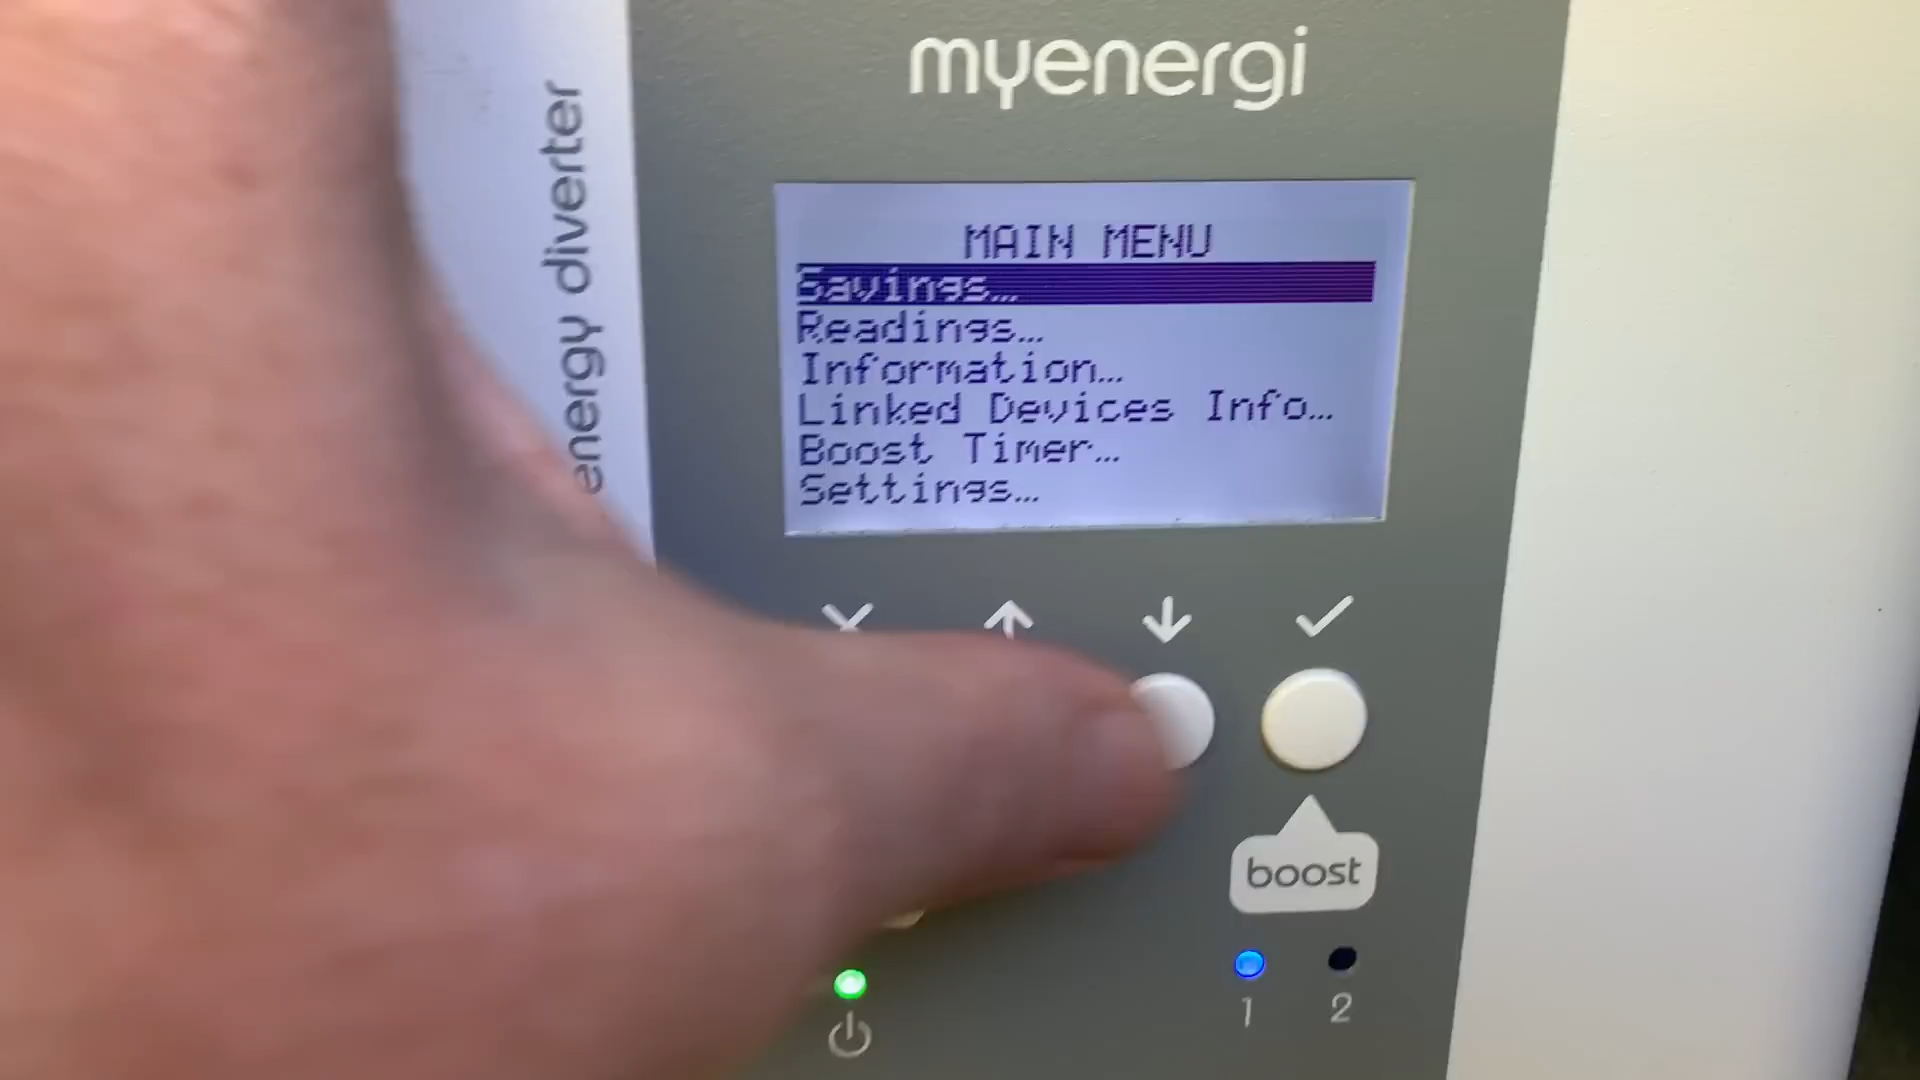 myenergi
energy diverter
MAIN MENU
Savings...
Readings...
Information...
Linked Devices Info...
Boost Timer...
Settings...
boost
1 2